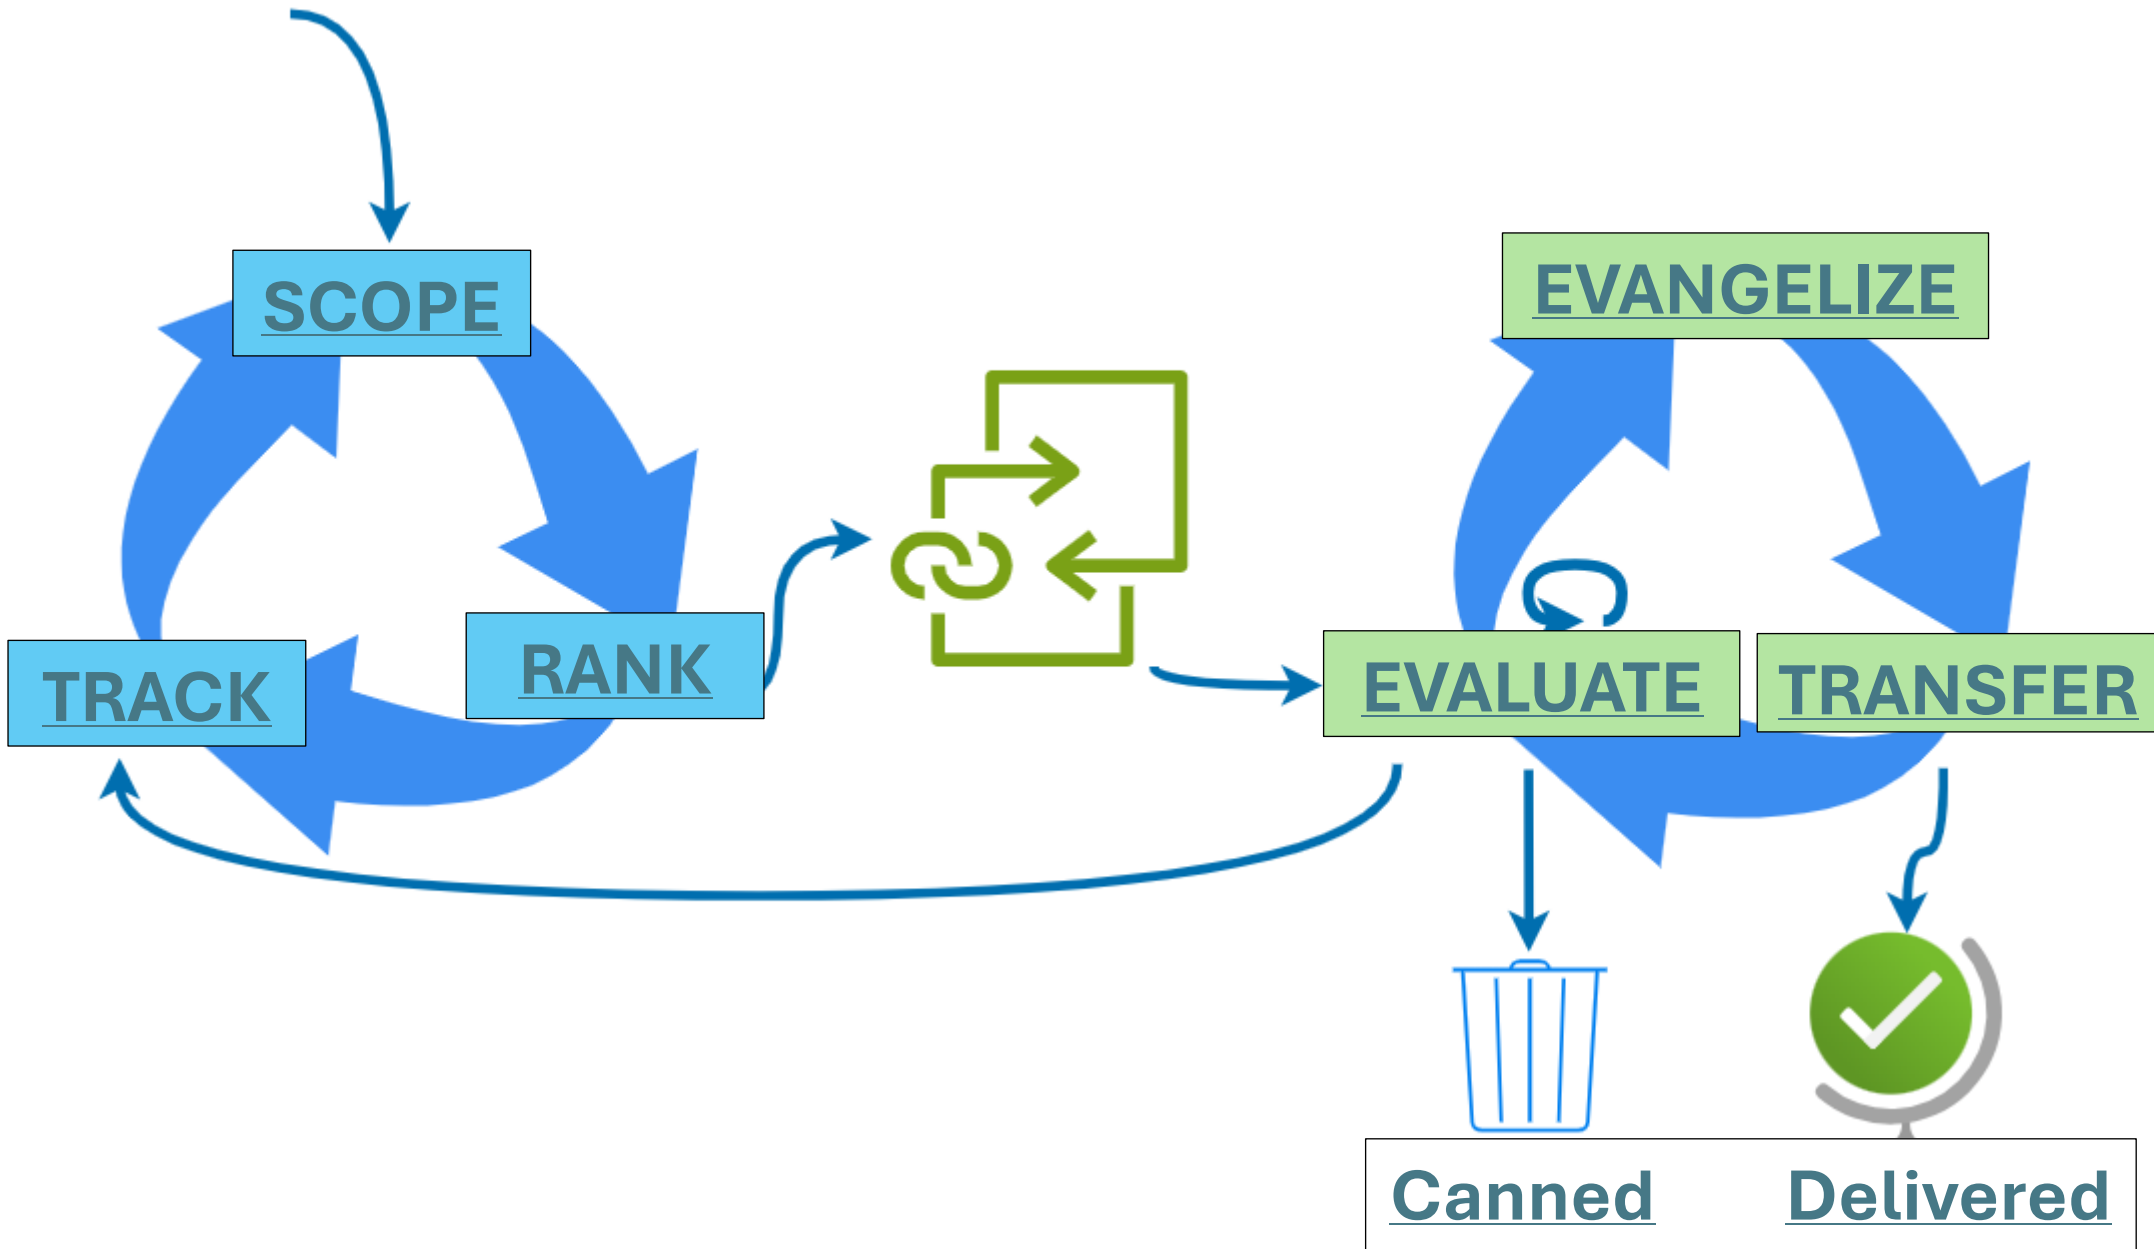 SCOPE
EVANGELIZE
TRACK
RANK
EVALUATE
TRANSFER
Canned
Delivered